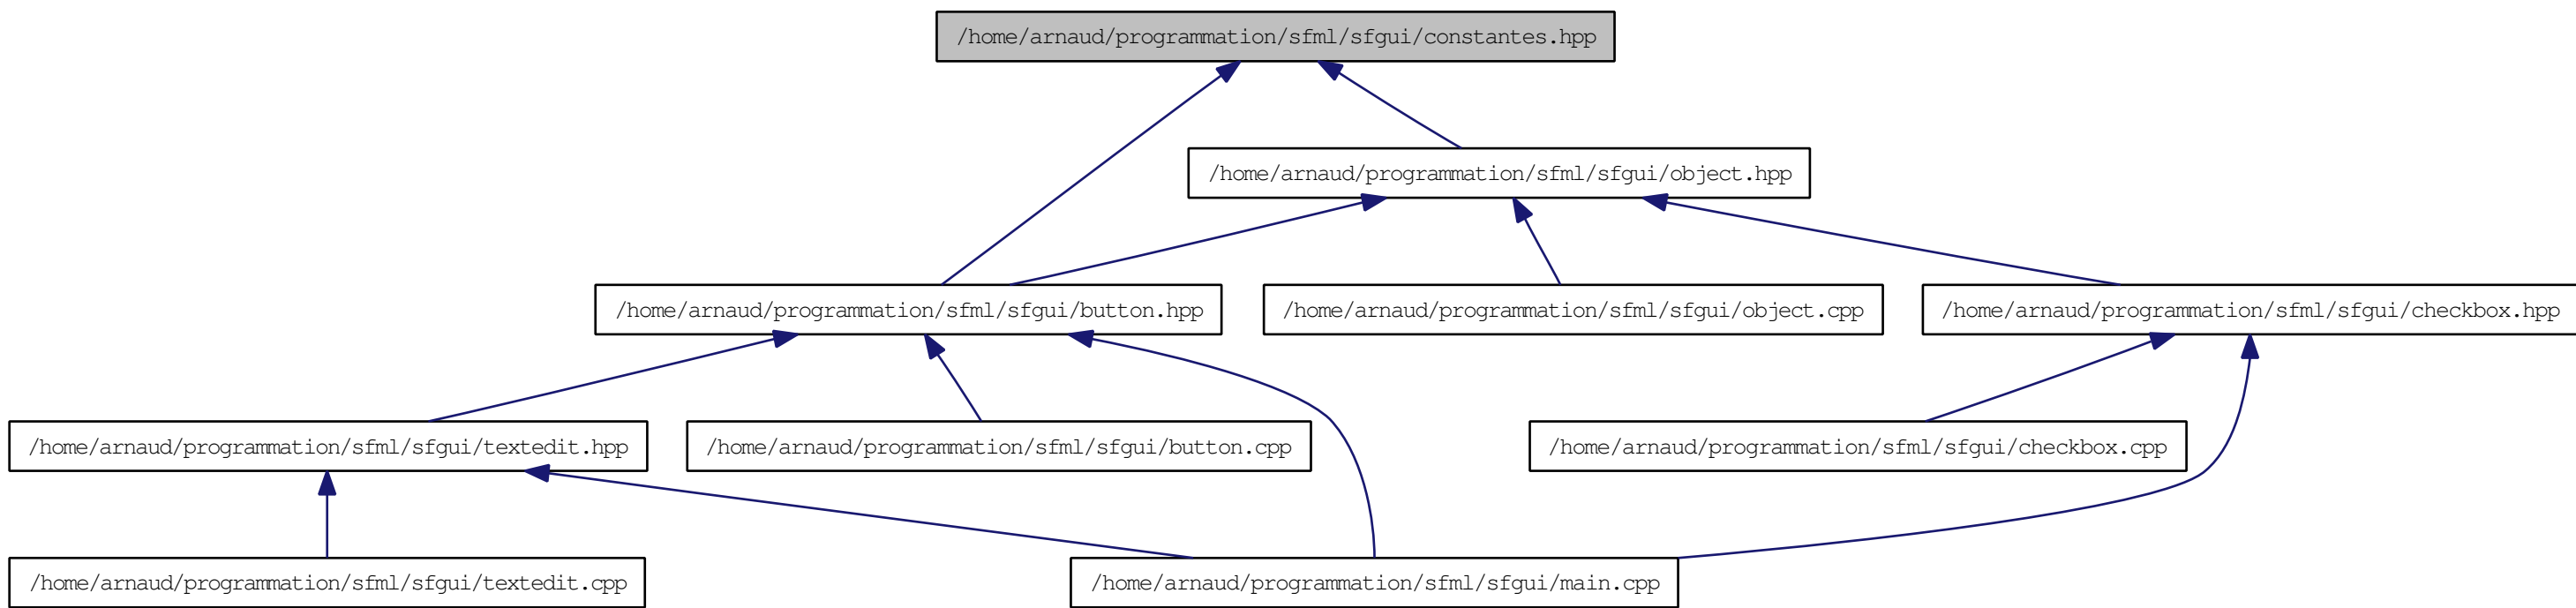 /home/arnaud/programmation/sfml/sfgui/constantes.hpp
/home/arnaud/programmation/sfml/sfgui/object.hpp
/home/arnaud/programmation/sfml/sfgui/button.hpp
/home/arnaud/programmation/sfml/sfgui/object.cpp
/home/arnaud/programmation/sfml/sfgui/checkbox.hpp
/home/arnaud/programmation/sfml/sfgui/textedit.hpp
/home/arnaud/programmation/sfml/sfgui/button.cpp
/home/arnaud/programmation/sfml/sfgui/checkbox.cpp
/home/arnaud/programmation/sfml/sfgui/textedit.cpp
/home/arnaud/programmation/sfml/sfgui/main.cpp